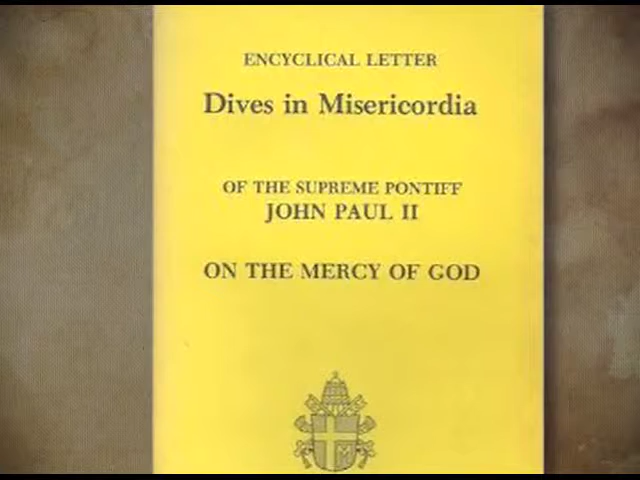 ENCYCLICAL LETTER
Dives in Misericordia
OF THE SUPREME PONTIFF
JOHN PAUL II
ON THE MERCY OF GOD
M